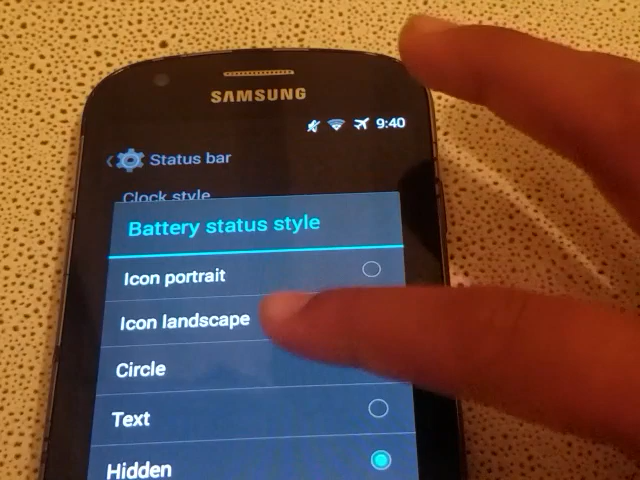 SAMSUNG
9:40
Status bar
Clock style
Battery status style
Icon portrait
Icon landscape
Circle
Text
Hidden